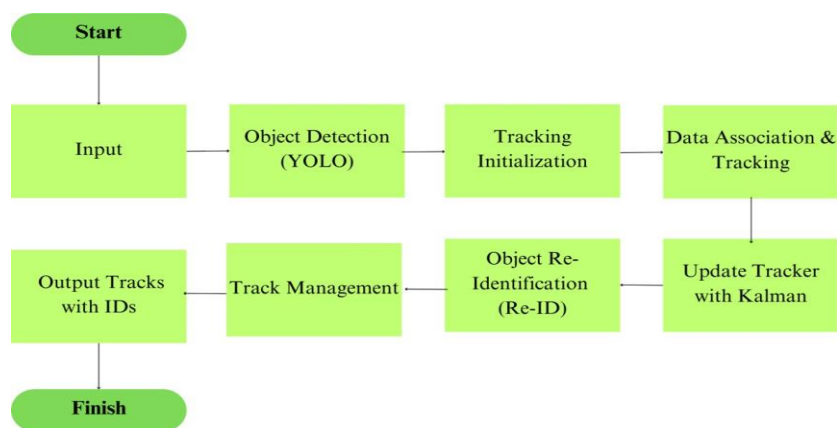 Start
Input
Object Detection
(YOLO)
Tracking
Initialization
Data Association &
Tracking
Update Tracker
with Kalman
Object Re-
Identification
(Re-ID)
Track Management
Output Tracks
with IDs
Finish